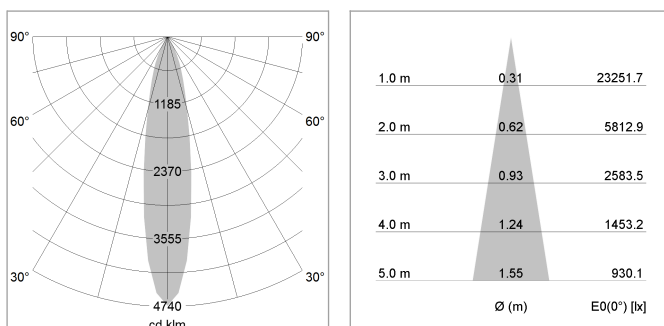 90° 90°
1185
60° 60°
2370
3555
30° 30°
4740
cd klm
1.0 m 0.31 23251.7
2.0 m 0.62 5812.9
3.0 m 0.93 2583.5
4.0 m 1.24 1453.2
5.0 m 1.55 930.1
Ø (m) E0(0°) [lx]